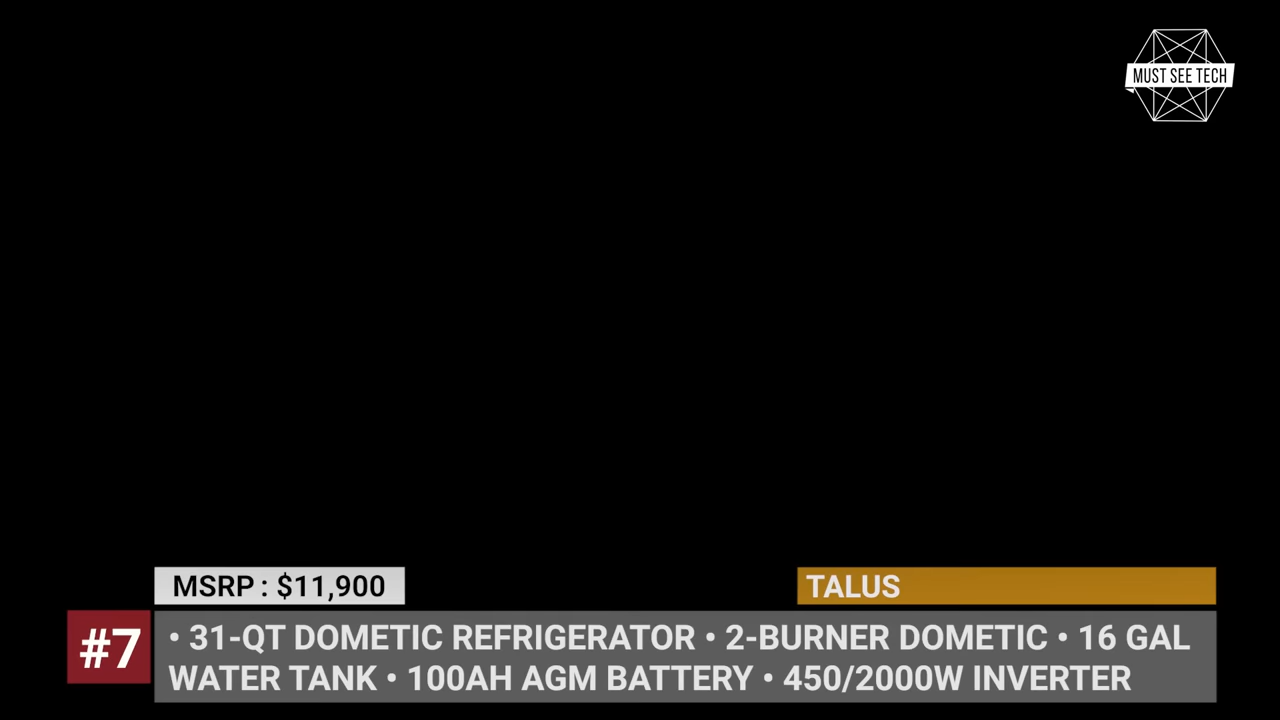 MUST SEE TECH
MSRP : $11,900
TALUS
#7
• 31-QT DOMETIC REFRIGERATOR • 2-BURNER DOMETIC • 16 GAL
WATER TANK • 100AH AGM BATTERY • 450/2000W INVERTER